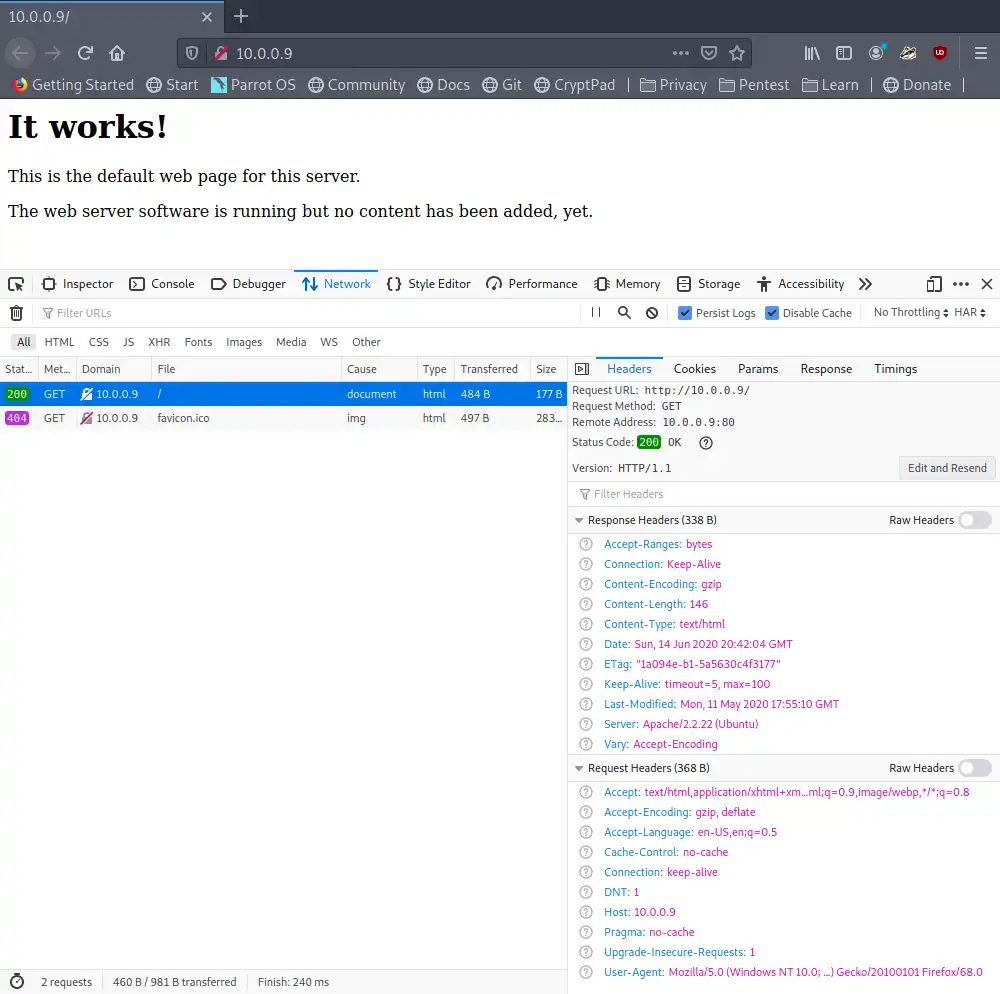 10.0.0.9/
10.0.0.9
Getting Started Start Parrot OS Community Docs Git CryptPad Privacy Pentest Learn Donate
It works!
This is the default web page for this server.
The web server software is running but no content has been added, yet.
Inspector Console Debugger Network Style Editor Performance Memory Storage Accessibility
Filter URLs Persist Logs Disable Cache No Throttling HAR
All HTML CSS JS XHR Fonts Images Media WS Other
Stat... Met... Domain File Cause Type Transferred Size
200 GET 10.0.0.9 / document html 484 B 177 B
404 GET 10.0.0.9 favicon.ico img html 497 B 283...
Headers Cookies Params Response Timings
Request URL: http://10.0.0.9/
Request Method: GET
Remote Address: 10.0.0.9:80
Status Code: 200 OK
Version: HTTP/1.1 Edit and Resend
Filter Headers
Response Headers (338 B) Raw Headers
Accept-Ranges: bytes
Connection: Keep-Alive
Content-Encoding: gzip
Content-Length: 146
Content-Type: text/html
Date: Sun, 14 Jun 2020 20:42:04 GMT
ETag: "1a094e-b1-5a5630c4f3177"
Keep-Alive: timeout=5, max=100
Last-Modified: Mon, 11 May 2020 17:55:10 GMT
Server: Apache/2.2.22 (Ubuntu)
Vary: Accept-Encoding
Request Headers (368 B) Raw Headers
Accept: text/html,application/xhtml+xm...ml;q=0.9,image/webp,*/*;q=0.8
Accept-Encoding: gzip, deflate
Accept-Language: en-US,en;q=0.5
Cache-Control: no-cache
Connection: keep-alive
DNT: 1
Host: 10.0.0.9
Pragma: no-cache
Upgrade-Insecure-Requests: 1
User-Agent: Mozilla/5.0 (Windows NT 10.0; ...) Gecko/20100101 Firefox/68.0
2 requests 460 B / 981 B transferred Finish: 240 ms